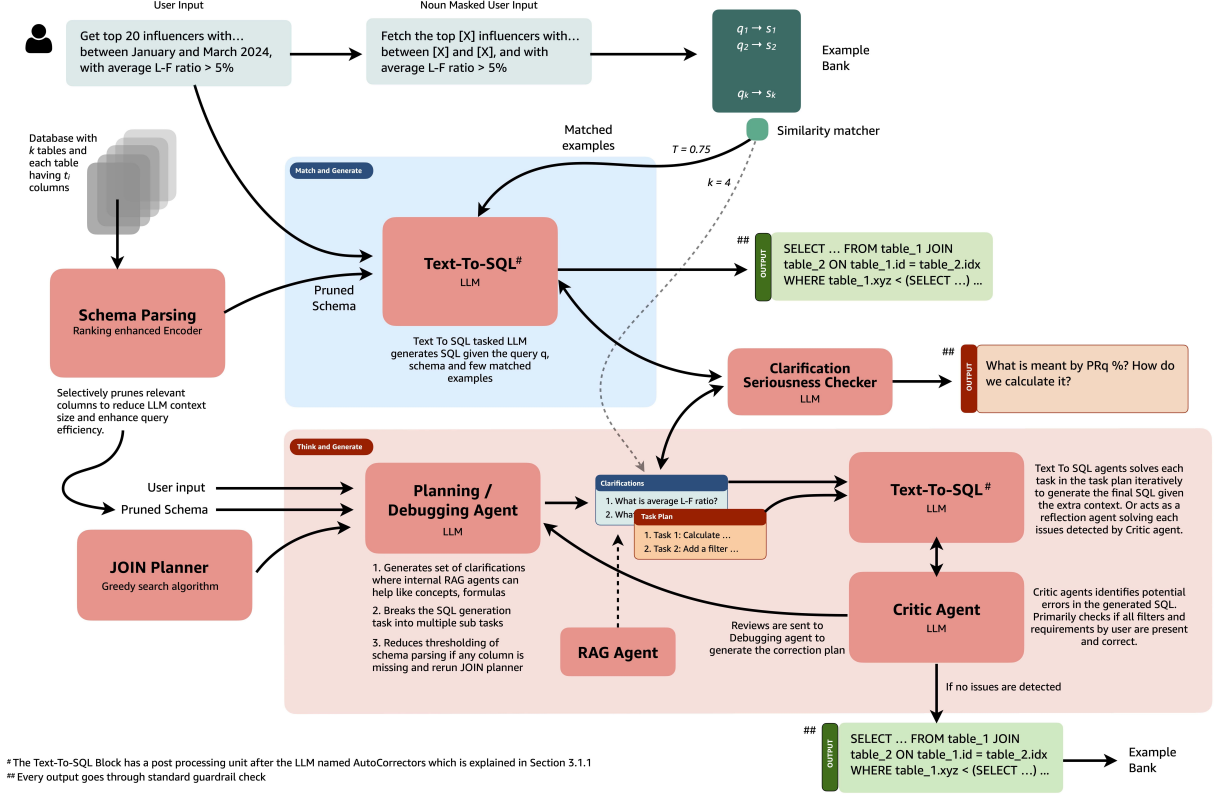 User Input
Noun Masked User Input
Get top 20 influencers with…
between January and March 2024,
with average L-F ratio > 5%
Fetch the top [X] influencers with…
between [X] and [X], and with
average L-F ratio > 5%
q1 → s1
q2 → s2
qk → sk
Example
Bank
Similarity matcher
Matched
examples
T = 0.75
k = 4
Database with
k tables and
each table
having ti
columns
Match and Generate
Text-To-SQL#
LLM
Text To SQL tasked LLM
generates SQL given the query q,
schema and few matched
examples
##
OUTPUT
SELECT … FROM table_1 JOIN
table_2 ON table_1.id = table_2.idx
WHERE table_1.xyz < (SELECT …) …
Schema Parsing
Ranking enhanced Encoder
Pruned
Schema
Selectively prunes relevant
columns to reduce LLM context
size and enhance query
efficiency.
Clarification
Seriousness Checker
LLM
##
OUTPUT
What is meant by PRq %? How do
we calculate it?
Think and Generate
User input
Pruned Schema
JOIN Planner
Greedy search algorithm
Planning /
Debugging Agent
LLM
1. Generates set of clarifications
where internal RAG agents can
help like concepts, formulas
2. Breaks the SQL generation
task into multiple sub tasks
3. Reduces thresholding of
schema parsing if any column is
missing and rerun JOIN planner
Clarifications
1. What is average L-F ratio?
2. Wha
Task Plan
1. Task 1: Calculate …
2. Task 2: Add a filter …
RAG Agent
Text-To-SQL#
LLM
Text To SQL agents solves each
task in the task plan iteratively
to generate the final SQL given
the extra context. Or acts as a
reflection agent solving each
issues detected by Critic agent.
Critic Agent
LLM
Critic agents identifies potential
errors in the generated SQL.
Primarily checks if all filters and
requirements by user are present
and correct.
Reviews are sent to
Debugging agent to
generate the correction plan
If no issues are detected
##
OUTPUT
SELECT … FROM table_1 JOIN
table_2 ON table_1.id = table_2.idx
WHERE table_1.xyz < (SELECT …) …
Example
Bank
# The Text-To-SQL Block has a post processing unit after the LLM named AutoCorrectors which is explained in Section 3.1.1
## Every output goes through standard guardrail check